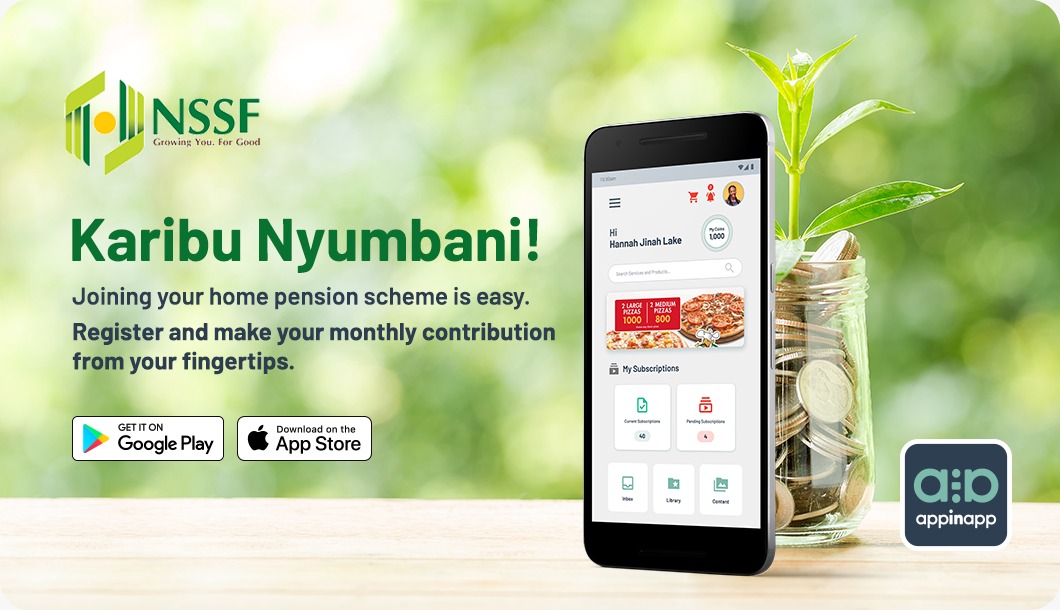 NSSF
Growing You. For Good
Karibu Nyumbani!
Joining your home pension scheme is easy.
Register and make your monthly contribution
from your fingertips.
GET IT ON
Google Play
Download on the
App Store
Hi
Hannah Jinah Lake
My Coins
1,000
Search Services and Products...
2 LARGE
PIZZAS
1000
2 MEDIUM
PIZZAS
800
My Subscriptions
Current Subscriptions
40
Pending Subscriptions
4
Inbox
Library
Content
a:p
appinapp